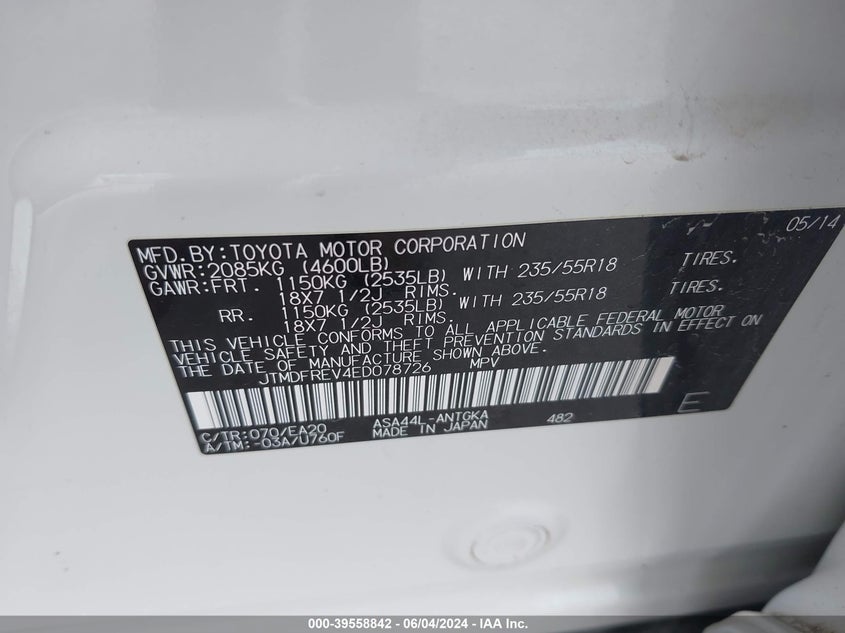 05/14
MFD.BY:TOYOTA MOTOR CORPORATION
GVWR:2085KG (4600LB)
GAWR:FRT. 1150KG (2535LB) WITH 235/55R18 TIRES.
18X7 1/2J RIMS.
RR. 1150KG (2535LB) WITH 235/55R18 TIRES.
18X7 1/2J RIMS.
THIS VEHICLE CONFORMS TO ALL APPLICABLE FEDERAL MOTOR
VEHICLE SAFETY AND THEFT PREVENTION STANDARDS IN EFFECT ON
THE DATE OF MANUFACTURE SHOWN ABOVE.
JTMDFREV4ED078726 MPV
C/TR:070/EA20 ASA44L-ANTGKA 482 E
A/TM:-03A/U760F MADE IN JAPAN
000-39558842 - 06/04/2024 - IAA Inc.